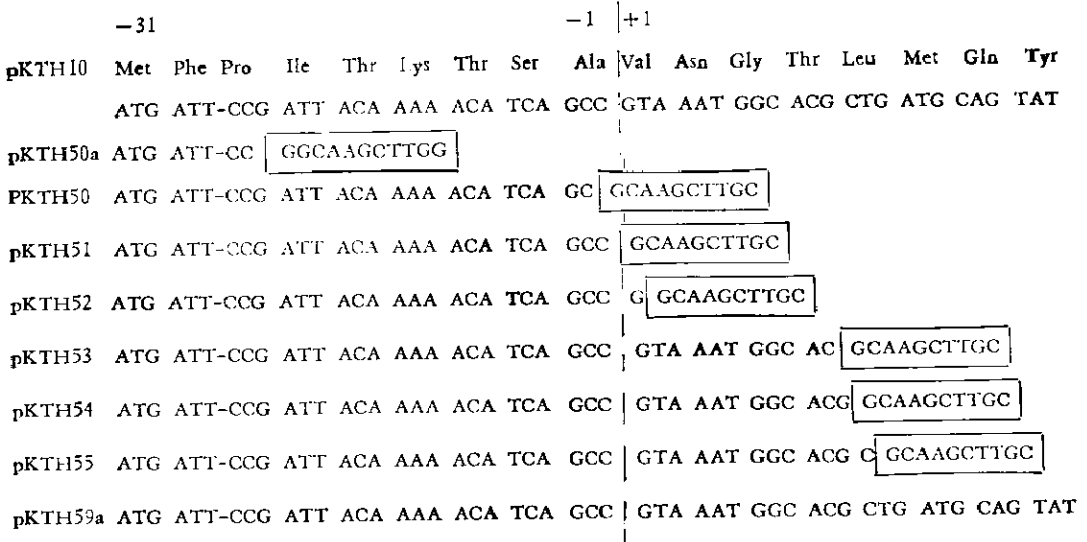 −31 −1 +1
pKTH10 Met Phe Pro Ile Thr Lys Thr Ser Ala Val Asn Gly Thr Leu Met Gln Tyr
ATG ATT-CCG ATT ACA AAA ACA TCA GCC GTA AAT GGC ACG CTG ATG CAG TAT
pKTH50a ATG ATT-CC GGCAAGCTTGG
PKTH50 ATG ATT-CCG ATT ACA AAA ACA TCA GC GCAAGCTTGC
pKTH51 ATG ATT-CCG ATT ACA AAA ACA TCA GCC GCAAGCTTGC
pKTH52 ATG ATT-CCG ATT ACA AAA ACA TCA GCC G GCAAGCTTGC
pKTH53 ATG ATT-CCG ATT ACA AAA ACA TCA GCC GTA AAT GGC AC GCAAGCTTGC
pKTH54 ATG ATT-CCG ATT ACA AAA ACA TCA GCC GTA AAT GGC ACG GCAAGCTTGC
pKTH55 ATG ATT-CCG ATT ACA AAA ACA TCA GCC GTA AAT GGC ACG C GCAAGCTTGC
pKTH59a ATG ATT-CCG ATT ACA AAA ACA TCA GCC GTA AAT GGC ACG CTG ATG CAG TAT